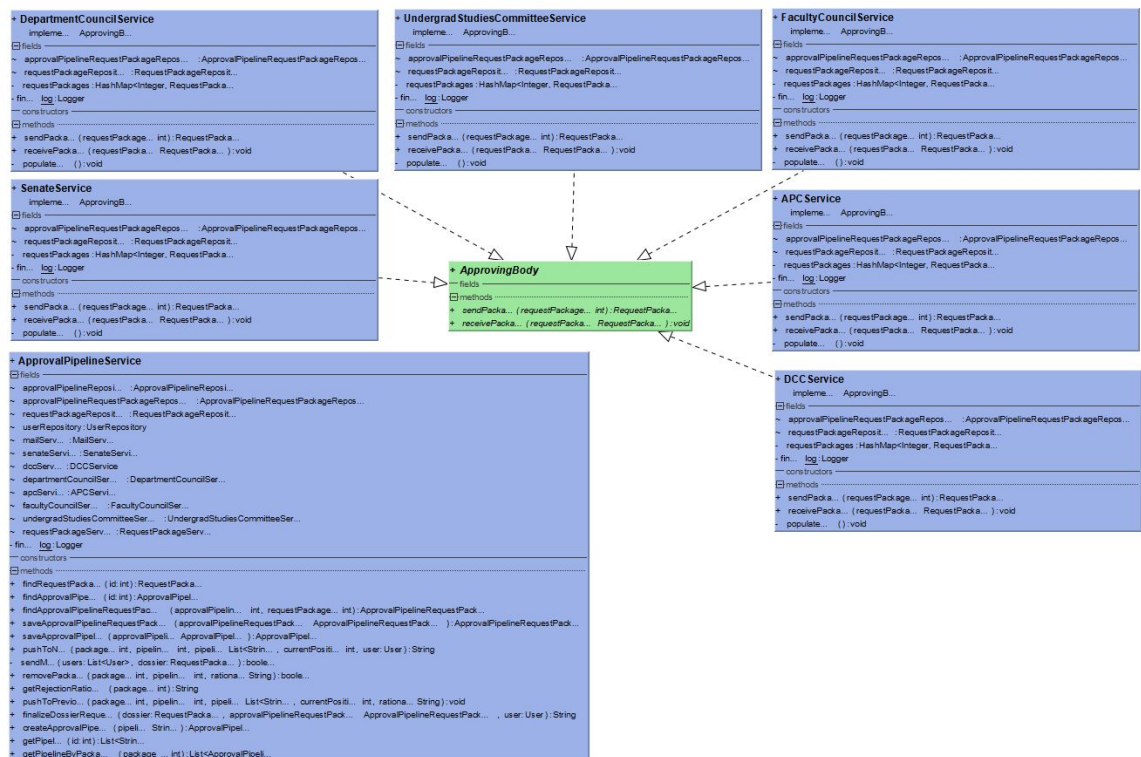 + DepartmentCouncilService
impleme... ApprovingB...
fields
~ approvalPipelineRequestPackageRepos... :ApprovalPipelineRequestPackageRepos...
~ requestPackageReposit... :RequestPackageReposit...
- requestPackages :HashMap<Integer, RequestPacka...
- fin... log :Logger
constructors
methods
+ sendPacka... (requestPackage... int):RequestPacka...
+ receivePacka... (requestPacka... RequestPacka... ):void
- populate... ():void
+ UndergradStudiesCommitteeService
impleme... ApprovingB...
fields
~ approvalPipelineRequestPackageRepos... :ApprovalPipelineRequestPackageRepos...
~ requestPackageReposit... :RequestPackageReposit...
- requestPackages :HashMap<Integer, RequestPacka...
- fin... log :Logger
constructors
methods
+ sendPacka... (requestPackage... int):RequestPacka...
+ receivePacka... (requestPacka... RequestPacka... ):void
- populate... ():void
+ FacultyCouncilService
impleme... ApprovingB...
fields
~ approvalPipelineRequestPackageRepos... :ApprovalPipelineRequestPackageRepos...
~ requestPackageReposit... :RequestPackageReposit...
- requestPackages :HashMap<Integer, RequestPacka...
- fin... log :Logger
constructors
methods
+ sendPacka... (requestPackage... int):RequestPacka...
+ receivePacka... (requestPacka... RequestPacka... ):void
- populate... ():void
+ SenateService
impleme... ApprovingB...
fields
~ approvalPipelineRequestPackageRepos... :ApprovalPipelineRequestPackageRepos...
~ requestPackageReposit... :RequestPackageReposit...
- requestPackages :HashMap<Integer, RequestPacka...
- fin... log :Logger
constructors
methods
+ sendPacka... (requestPackage... int):RequestPacka...
+ receivePacka... (requestPacka... RequestPacka... ):void
- populate... ():void
+ ApprovingBody
fields
methods
+ sendPacka... (requestPackage... int):RequestPacka...
+ receivePacka... (requestPacka... RequestPacka... ):void
+ APCService
impleme... ApprovingB...
fields
~ approvalPipelineRequestPackageRepos... :ApprovalPipelineRequestPackageRepos...
~ requestPackageReposit... :RequestPackageReposit...
- requestPackages :HashMap<Integer, RequestPacka...
- fin... log :Logger
constructors
methods
+ sendPacka... (requestPackage... int):RequestPacka...
+ receivePacka... (requestPacka... RequestPacka... ):void
- populate... ():void
+ ApprovalPipelineService
fields
~ approvalPipelineReposi... :ApprovalPipelineReposi...
~ approvalPipelineRequestPackageRepos... :ApprovalPipelineRequestPackageRepos...
~ requestPackageReposit... :RequestPackageReposit...
~ userRepository :UserRepository
~ mailServ... :MailServ...
~ senateServi... :SenateServi...
~ dccServ... :DCCService
~ departmentCouncilSer... :DepartmentCouncilSer...
~ apcServi... :APCServi...
~ facultyCouncilSer... :FacultyCouncilSer...
~ undergradStudiesCommitteeSer... :UndergradStudiesCommitteeSer...
~ requestPackageServ... :RequestPackageServ...
- fin... log :Logger
constructors
methods
+ findRequestPacka... (id:int):RequestPacka...
+ findApprovalPipe... (id:int):ApprovalPipel...
+ findApprovalPipelineRequestPac... (approvalPipelin... int, requestPackage... int):ApprovalPipelineRequestPack...
+ saveApprovalPipelineRequestPack... (approvalPipelineRequestPack... ApprovalPipelineRequestPack... ):ApprovalPipelineRequestPack...
+ saveApprovalPipel... (approvalPipeli... ApprovalPipel... ):ApprovalPipel...
+ pushToN... (package... int, pipelin... int, pipeli... List<Strin... , currentPositi... int, user:User):String
- sendM... (users:List<User>, dossier:RequestPacka... ):boole...
+ removePacka... (package... int, pipelin... int, rationa... String):boole...
+ getRejectionRatio... (package... int):String
+ pushToPrevio... (package... int, pipelin... int, pipeli... List<Strin... , currentPositi... int, rationa... String):void
+ finalizeDossierReque... (dossier:RequestPacka... , approvalPipelineRequestPack... ApprovalPipelineRequestPack... , user:User):String
+ createApprovalPipe... (pipeli... Strin... ):ApprovalPipel...
+ getPipel... (id:int):List<Strin...
+ getPipelineByPacka... (package ... int):List<ApprovalPipeli...
+ DCCService
impleme... ApprovingB...
fields
~ approvalPipelineRequestPackageRepos... :ApprovalPipelineRequestPackageRepos...
~ requestPackageReposit... :RequestPackageReposit...
- requestPackages :HashMap<Integer, RequestPacka...
- fin... log :Logger
constructors
methods
+ sendPacka... (requestPackage... int):RequestPacka...
+ receivePacka... (requestPacka... RequestPacka... ):void
- populate... ():void